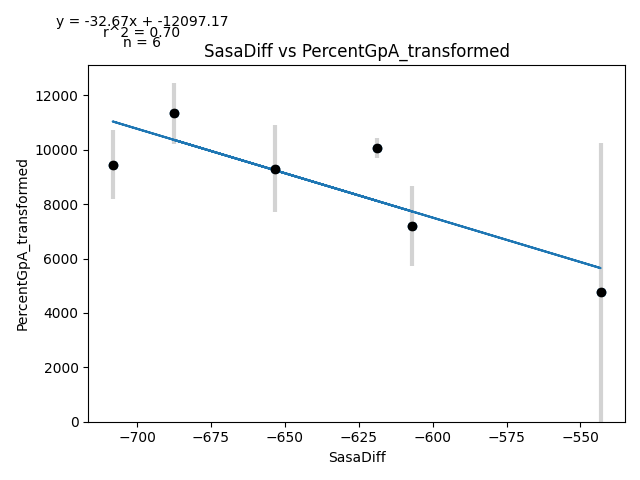 y = -32.67x + -12097.17
r^2 = 0.70
n = 6
SasaDiff vs PercentGpA_transformed
PercentGpA_transformed
12000
10000
8000
6000
4000
2000
0
−700
−675
−650
−625
−600
−575
−550
SasaDiff